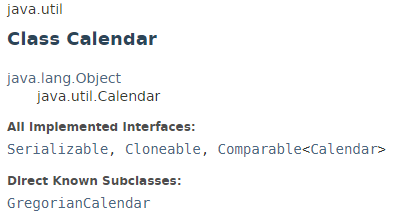 java.util
Class Calendar
java.lang.Object
java.util.Calendar
All Implemented Interfaces:
Serializable, Cloneable, Comparable<Calendar>
Direct Known Subclasses:
GregorianCalendar